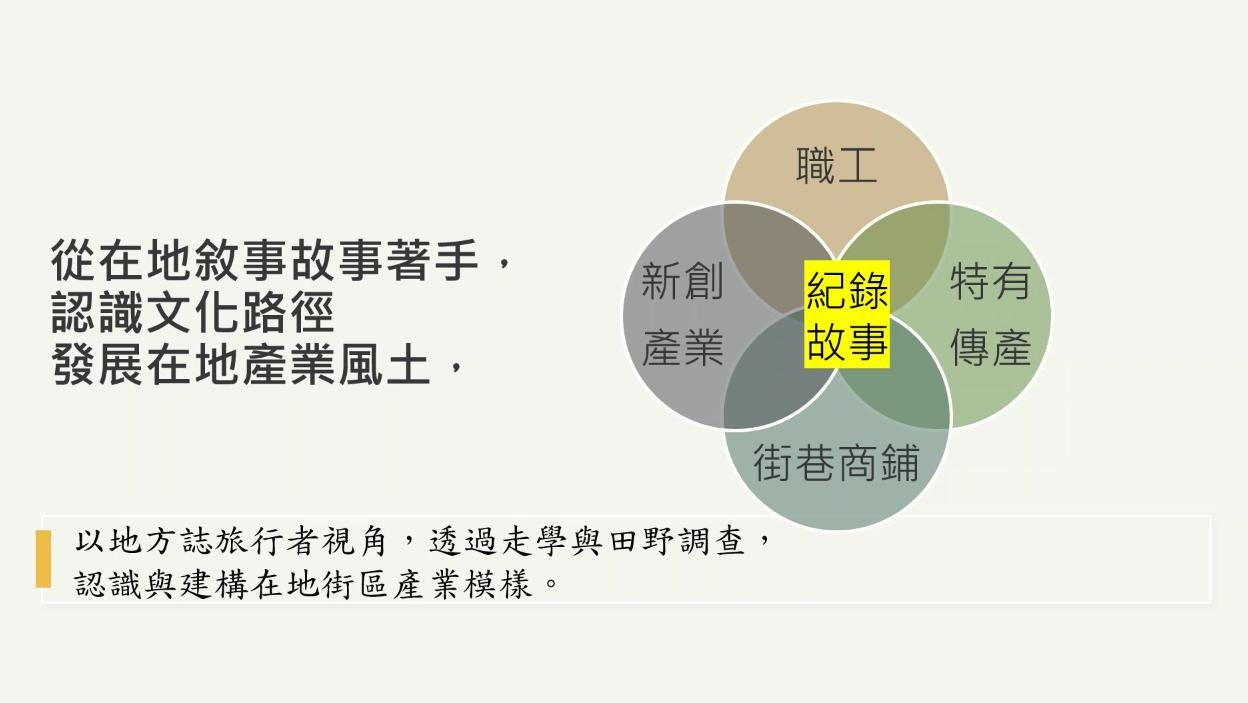 從在地敘事故事著手，
認識文化路徑
發展在地產業風土，
職工
新創
產業
紀錄
故事
特有
傳產
街巷商鋪
以地方誌旅行者視角，透過走學與田野調查，
認識與建構在地街區產業模樣。